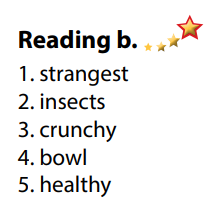 Reading b.
1. strangest
2. insects
3. crunchy
4. bowl
5. healthy